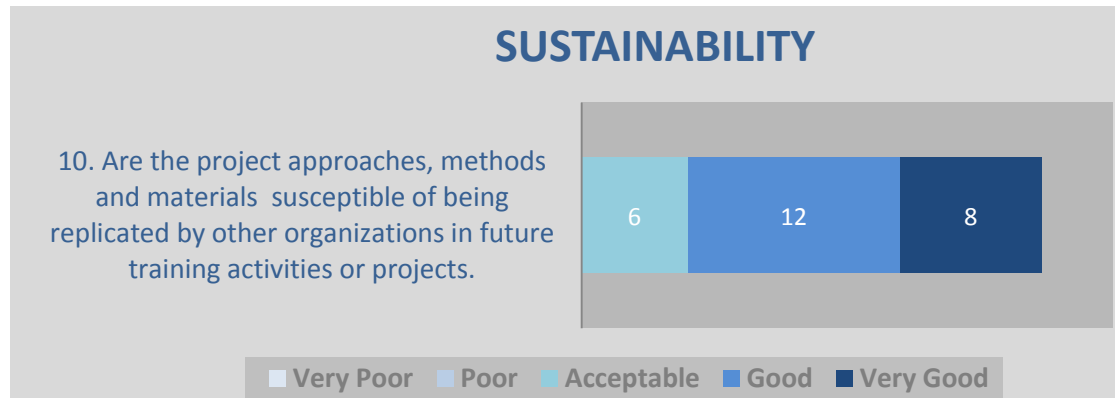 SUSTAINABILITY
10. Are the project approaches, methods
and materials susceptible of being
replicated by other organizations in future
training activities or projects.
6 12 8
Very Poor Poor Acceptable Good Very Good